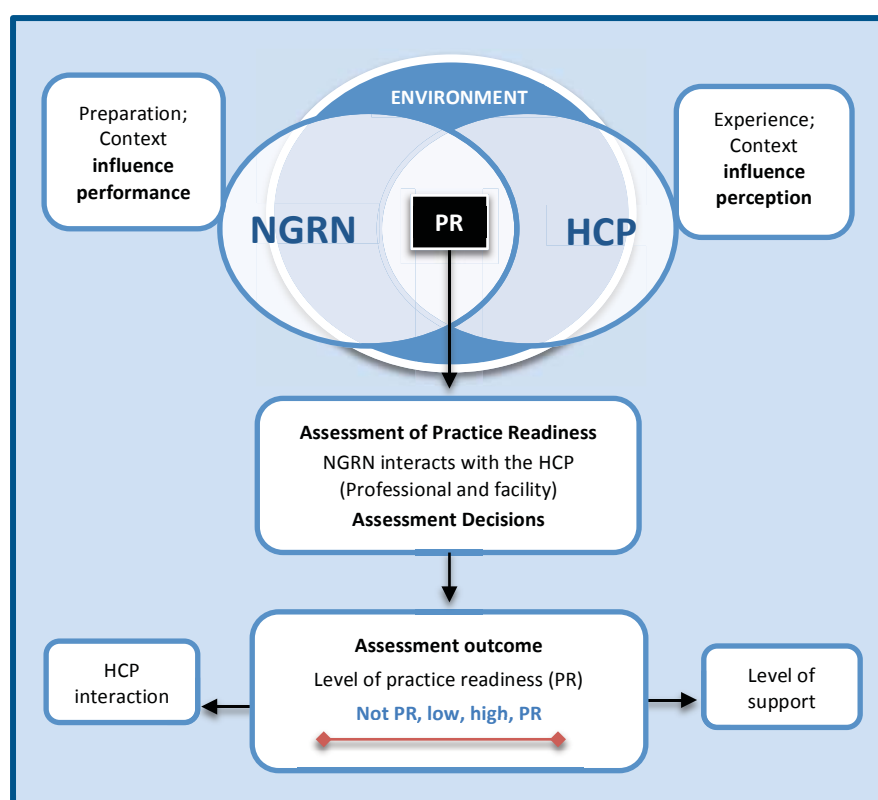 ENVIRONMENT
Preparation;
Context
influence
performance
Experience;
Context
influence
perception
NGRN
PR
HCP
Assessment of Practice Readiness
NGRN interacts with the HCP
(Professional and facility)
Assessment Decisions
Assessment outcome
Level of practice readiness (PR)
Not PR, low, high, PR
HCP
interaction
Level of
support